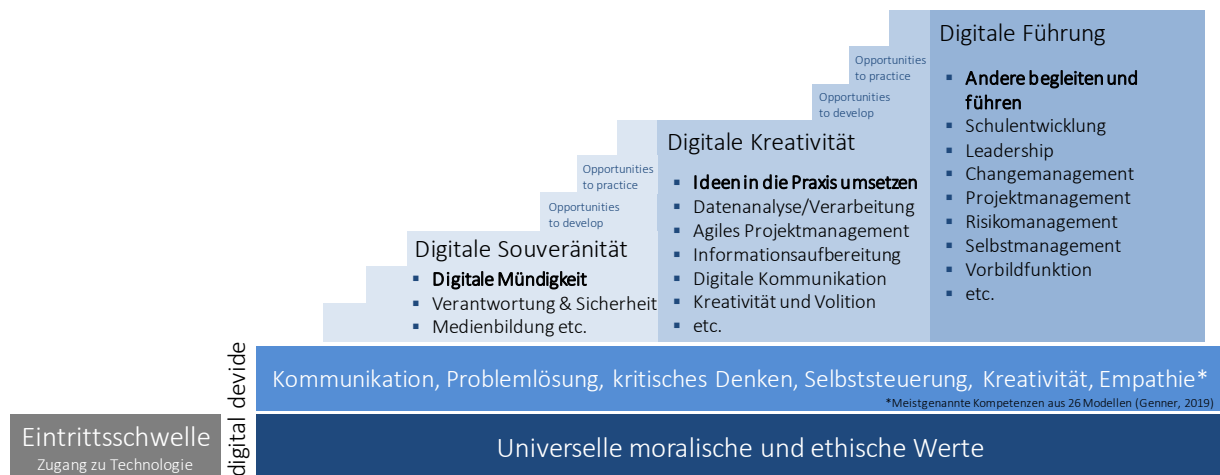 Digitale Führung
▪ Andere begleiten und
führen
▪ Schulentwicklung
▪ Leadership
▪ Changemanagement
▪ Projektmanagement
▪ Risikomanagement
▪ Selbstmanagement
▪ Vorbildfunktion
▪ etc.
Opportunities
to practice
Opportunities
to develop
Digitale Kreativität
▪ Ideen in die Praxis umsetzen
▪ Datenanalyse/Verarbeitung
▪ Agiles Projektmanagement
▪ Informationsaufbereitung
▪ Digitale Kommunikation
▪ Kreativität und Volition
▪ etc.
Opportunities
to practice
Opportunities
to develop
Digitale Souveränität
▪ Digitale Mündigkeit
▪ Verantwortung & Sicherheit
▪ Medienbildung etc.
digital devide
Kommunikation, Problemlösung, kritisches Denken, Selbststeuerung, Kreativität, Empathie*
*Meistgenannte Kompetenzen aus 26 Modellen (Genner, 2019)
Eintrittsschwelle
Zugang zu Technologie
Universelle moralische und ethische Werte